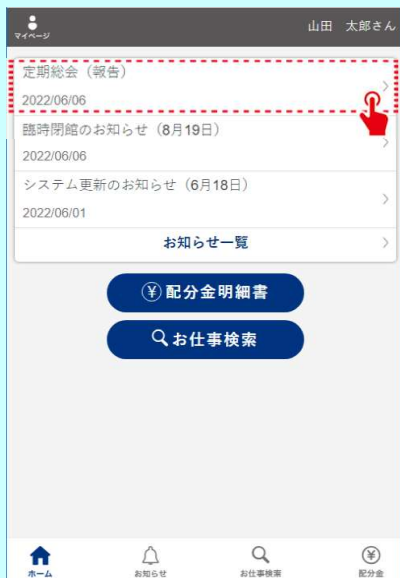 マイページ
山田　太郎さん
定期総会（報告）
2022/06/06
臨時閉館のお知らせ（8月19日）
2022/06/06
システム更新のお知らせ（6月18日）
2022/06/01
お知らせ一覧
¥ 配分金明細書
お仕事検索
ホーム
お知らせ
お仕事検索
¥
配分金